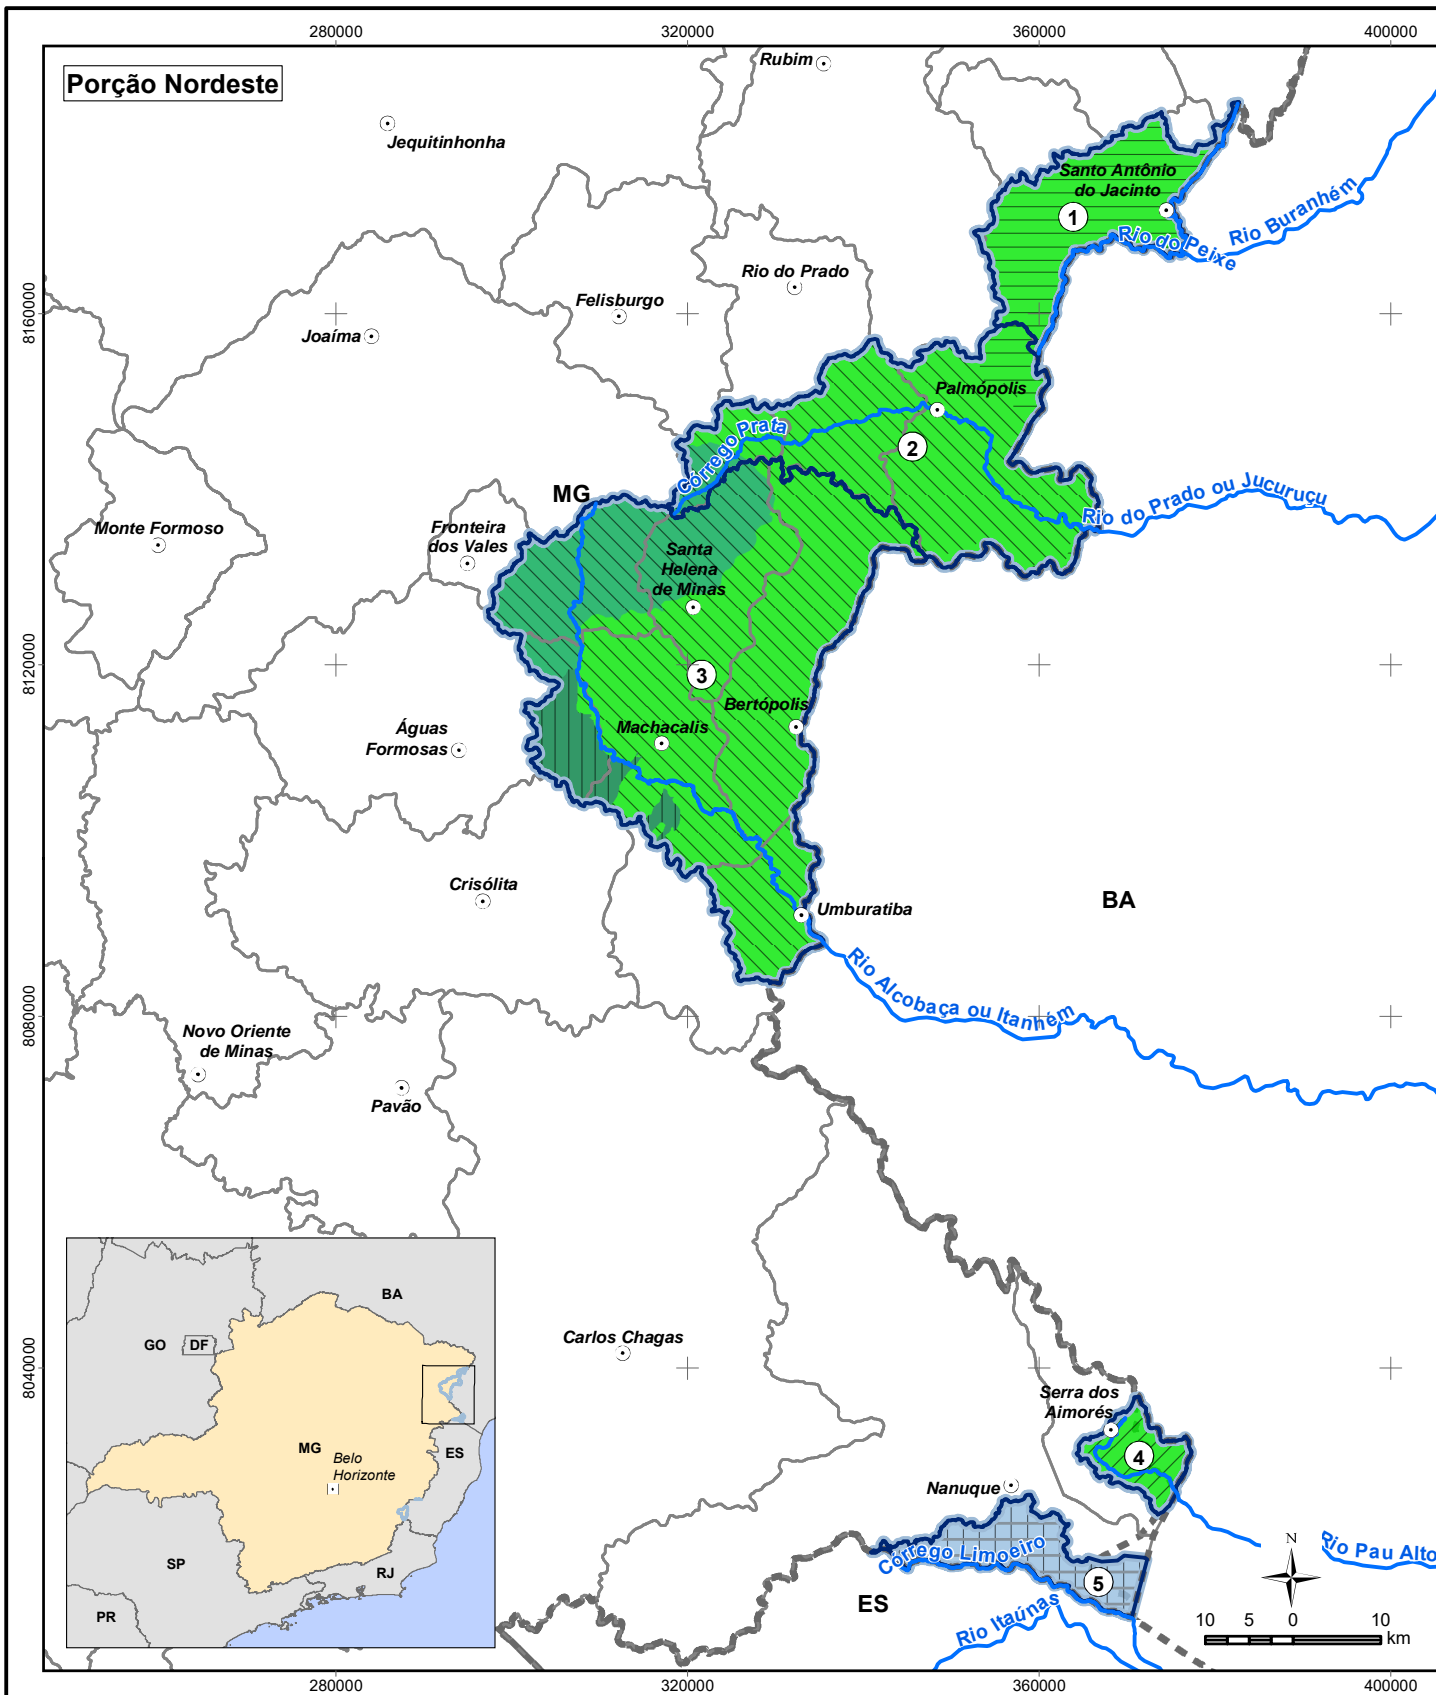 280000
320000
360000
400000
Porção Nordeste
Rubim
Jequitinhonha
Santo Antônio
do Jacinto
1
Rio Buranhém
Rio do Peixe
Rio do Prado
Felisburgo
8160000
Joaíma
Palmópolis
Córrego Prata
2
MG
Rio do Prado ou Jucuruçu
Monte Formoso
Fronteira
dos Vales
Santa
Helena
de Minas
8120000
3
Bertópolis
Machacalis
Águas
Formosas
Crisólita
BA
Umburatiba
Rio Alcobaça ou Itanhém
8080000
Novo Oriente
de Minas
Pavão
BA
GO
DF
MG
Belo
Horizonte
ES
SP
RJ
PR
8040000
Carlos Chagas
Serra dos
Aimorés
4
Nanuque
Córrego Limoeiro
5
ES
Rio Itaúnas
Rio Pau Alto
N
10
5
0
10
km
280000
320000
360000
400000